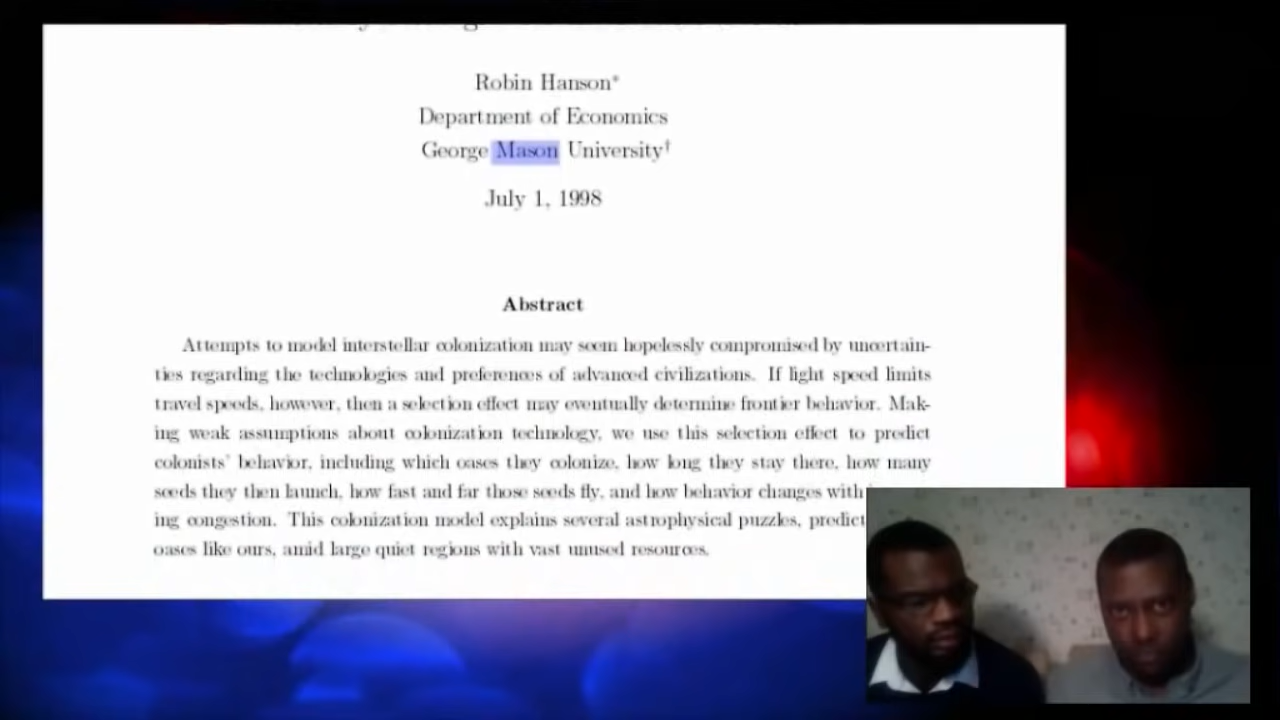 Robin Hanson*
Department of Economics
George Mason University†
July 1, 1998
Abstract
Attempts to model interstellar colonization may seem hopelessly compromised by uncertain-
ties regarding the technologies and preferences of advanced civilizations. If light speed limits
travel speeds, however, then a selection effect may eventually determine frontier behavior. Mak-
ing weak assumptions about colonization technology, we use this selection effect to predict
colonists' behavior, including which oases they colonize, how long they stay there, how many
seeds they then launch, how fast and far those seeds fly, and how behavior changes with
ing congestion. This colonization model explains several astrophysical puzzles, predict
oases like ours, amid large quiet regions with vast unused resources.